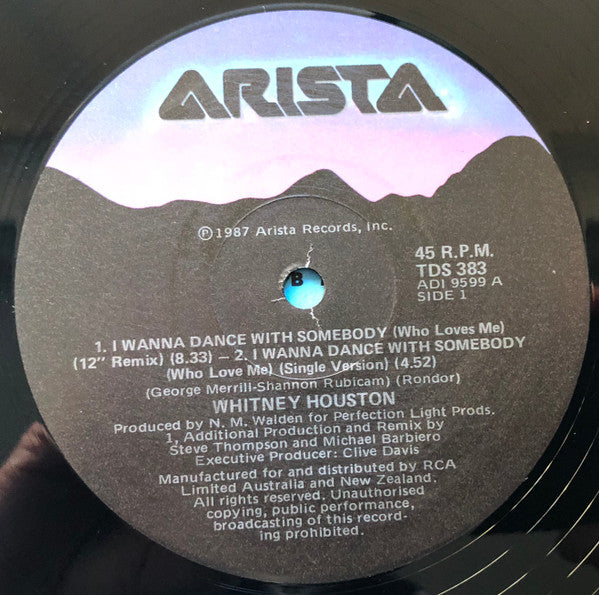 ARISTA
Ⓟ1987 Arista Records, Inc.
45 R.P.M.
TDS 383
ADI 9599 A
SIDE 1
B
1. I WANNA DANCE WITH SOMEBODY (Who Loves Me)
(12" Remix) (8.33) – 2. I WANNA DANCE WITH SOMEBODY
(Who Love Me) (Single Version) (4.52)
(George Merrill-Shannon Rubicam) (Rondor)
WHITNEY HOUSTON
Produced by N. M. Walden for Perfection Light Prods.
1, Additional Production and Remix by
Steve Thompson and Michael Barbiero
Executive Producer: Clive Davis
Manufactured for and distributed by RCA
Limited Australia and New Zealand.
All rights reserved. Unauthorised
copying, public performance,
broadcasting of this record-
ing prohibited.